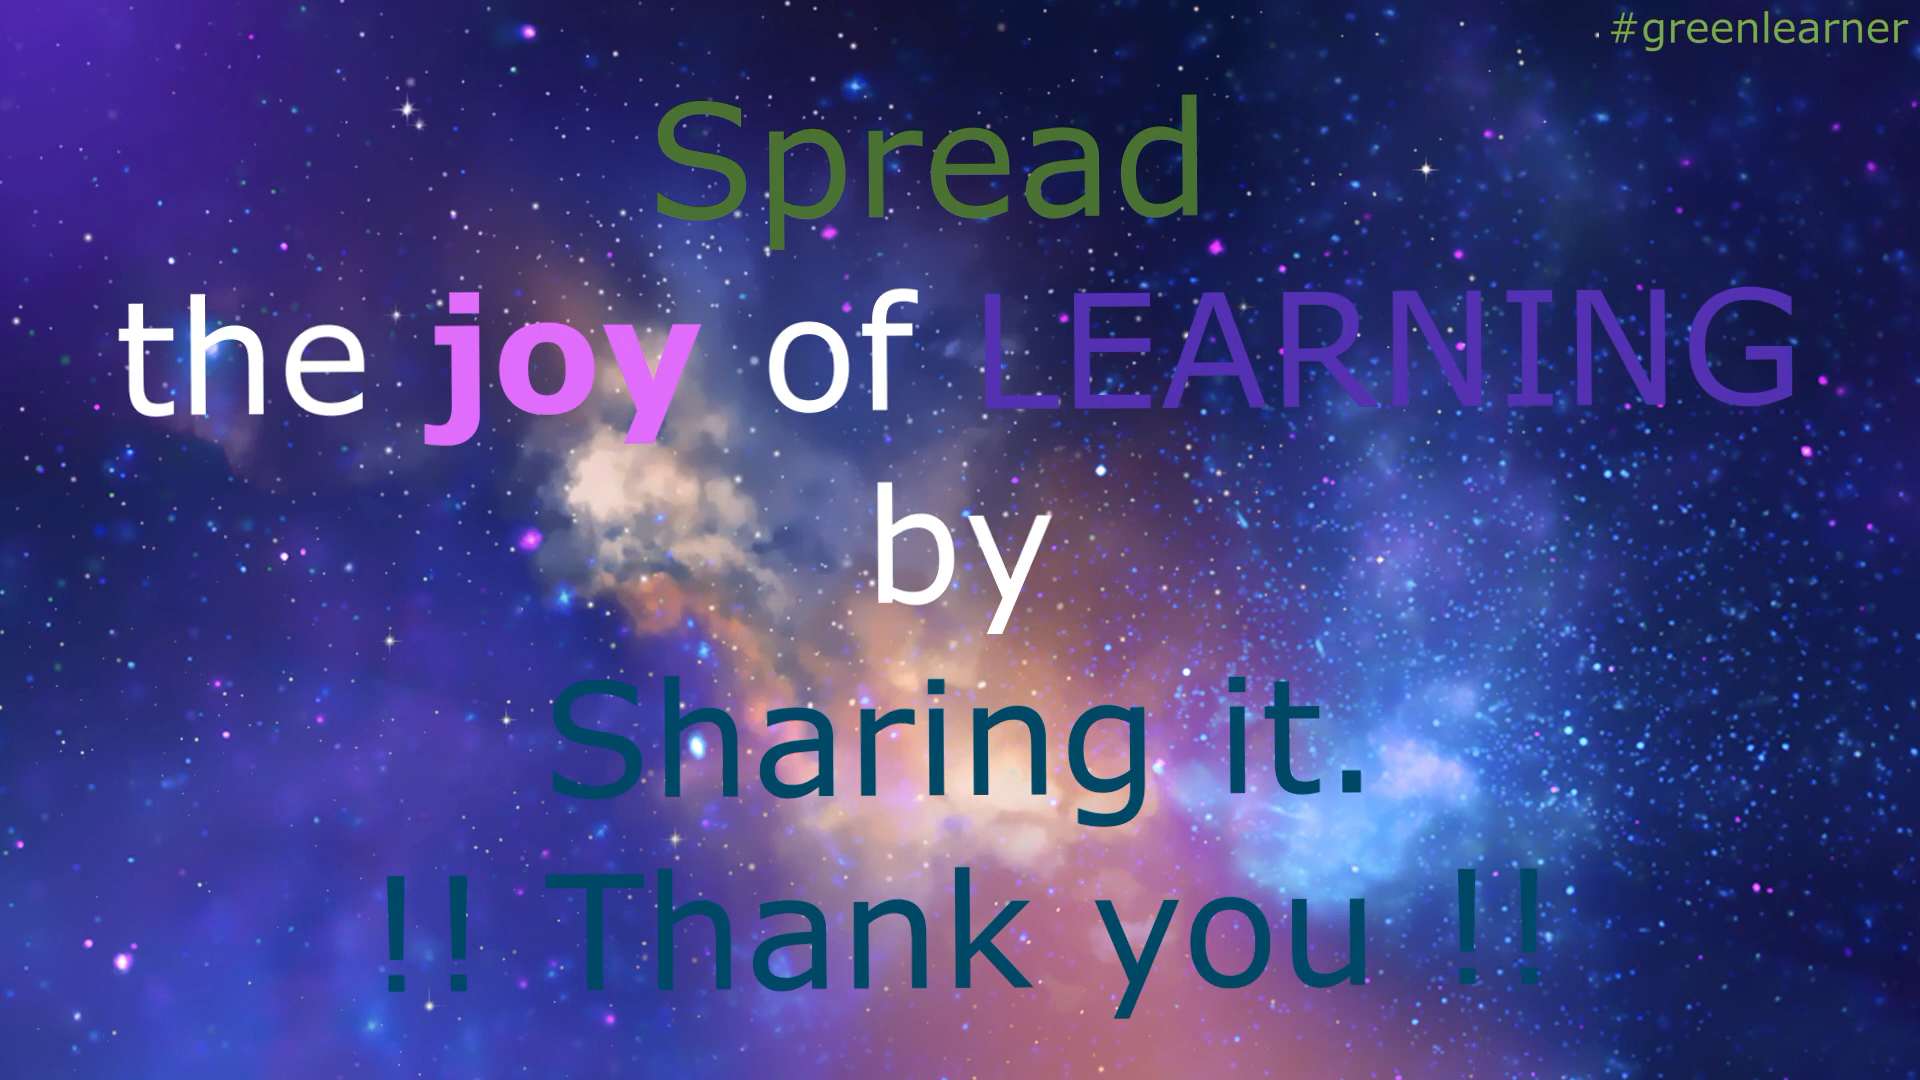 #greenlearner
Spread
the joy of LEARNING
by
Sharing it.
!! Thank you !!